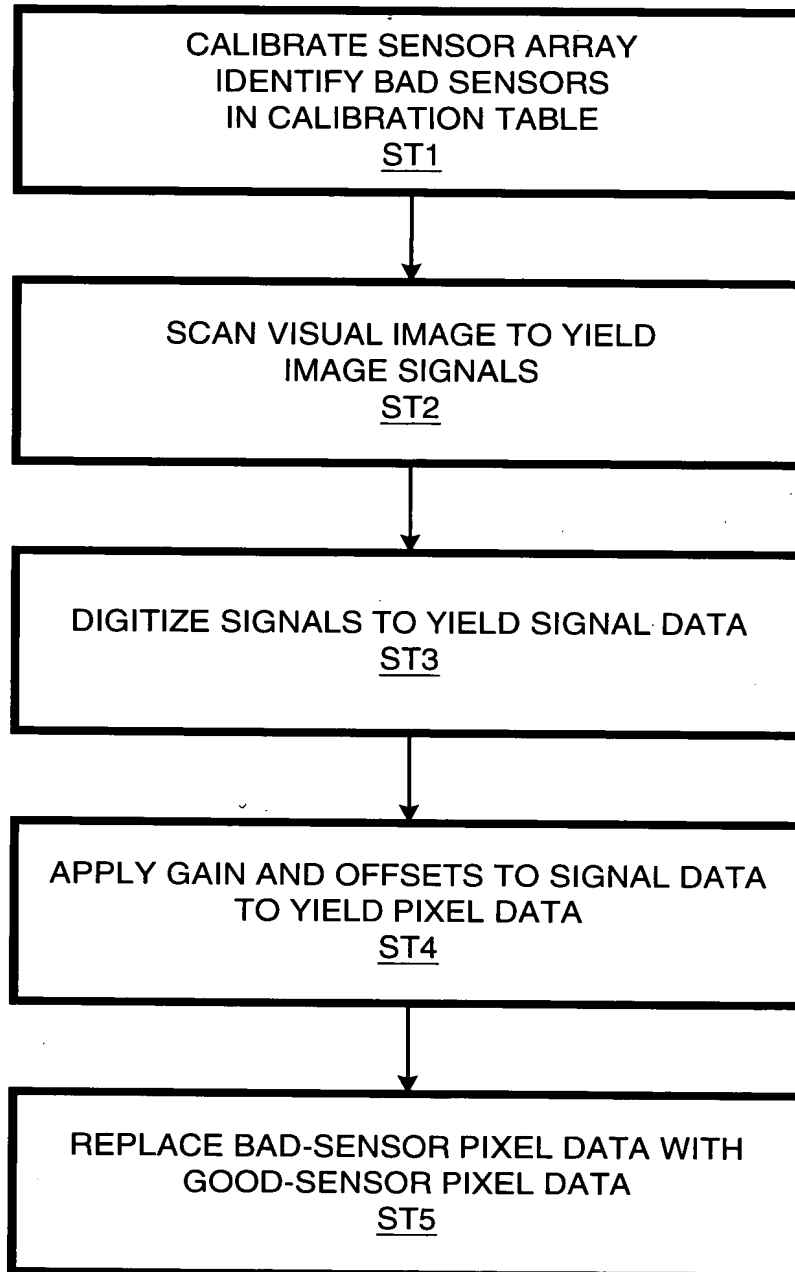 CALIBRATE SENSOR ARRAY
IDENTIFY BAD SENSORS
IN CALIBRATION TABLE
ST1
SCAN VISUAL IMAGE TO YIELD
IMAGE SIGNALS
ST2
DIGITIZE SIGNALS TO YIELD SIGNAL DATA
ST3
APPLY GAIN AND OFFSETS TO SIGNAL DATA
TO YIELD PIXEL DATA
ST4
REPLACE BAD-SENSOR PIXEL DATA WITH
GOOD-SENSOR PIXEL DATA
ST5